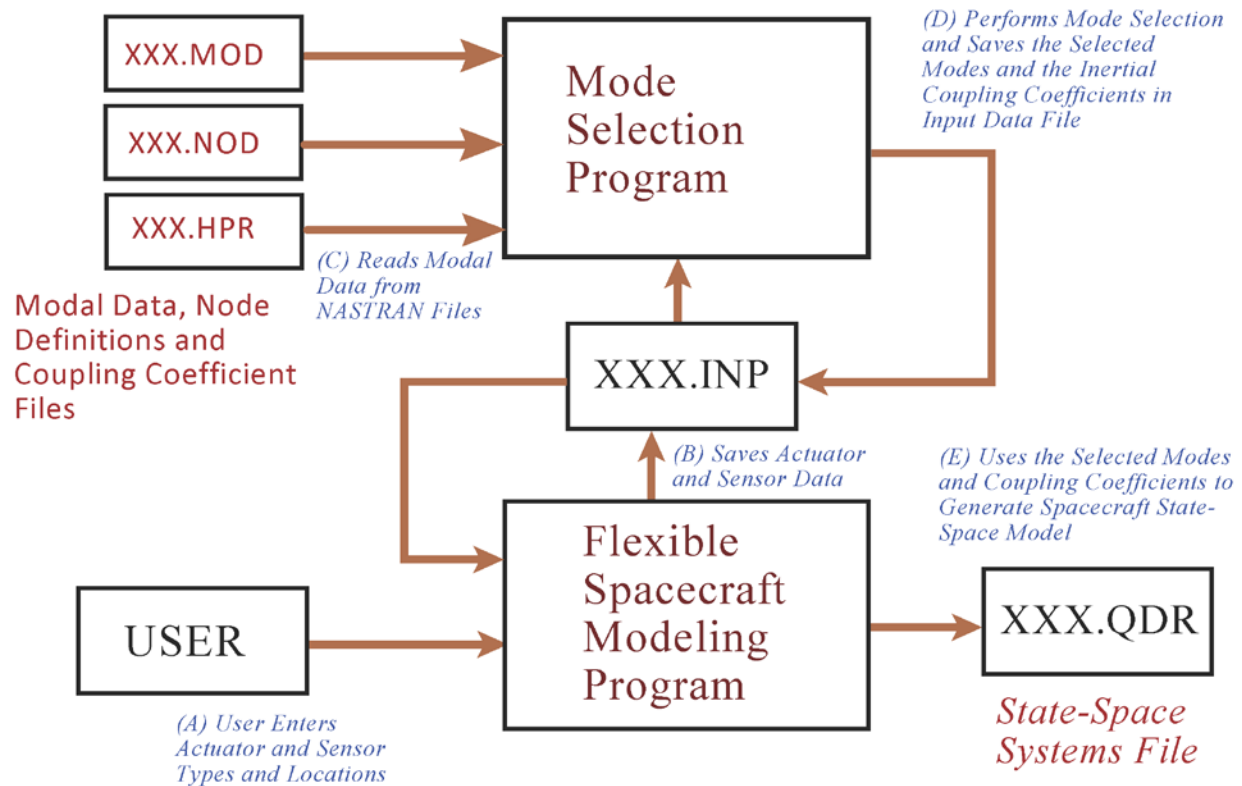 XXX.MOD
XXX.NOD
XXX.HPR
Modal Data, Node
Definitions and
Coupling Coefficient
Files
(C) Reads Modal
Data from
NASTRAN Files
Mode
Selection
Program
(D) Performs Mode Selection
and Saves the Selected
Modes and the Inertial
Coupling Coefficients in
Input Data File
XXX.INP
(B) Saves Actuator
and Sensor Data
(E) Uses the Selected Modes
and Coupling Coefficients to
Generate Spacecraft State-
Space Model
USER
(A) User Enters
Actuator and Sensor
Types and Locations
Flexible
Spacecraft
Modeling
Program
XXX.QDR
State-Space
Systems File